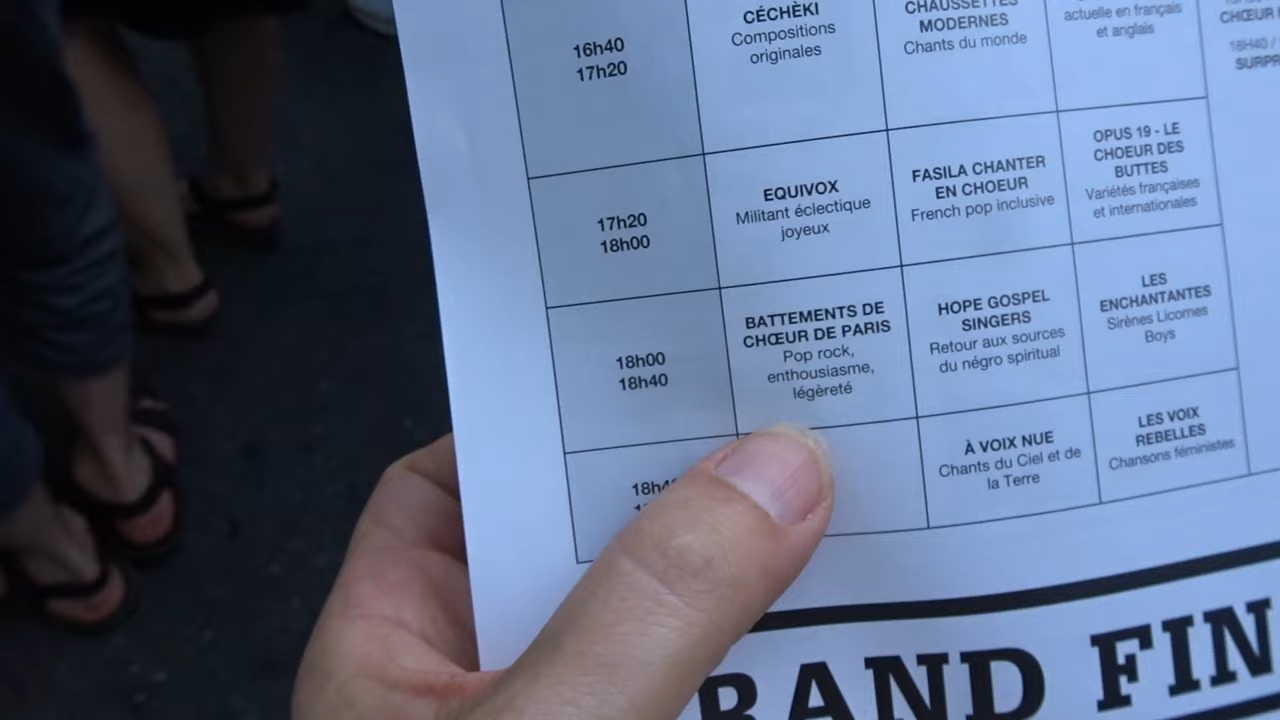 16h40
17h20
CÉCHÈKI
Compositions
originales
CHAUSSETTES
MODERNES
Chants du monde
actuelle en français
et anglais
CHŒUR
18H40 /
17h20
18h00
EQUIVOX
Militant éclectique
joyeux
FASILA CHANTER
EN CHOEUR
French pop inclusive
OPUS 19 - LE
CHOEUR DES
BUTTES
Variétés françaises
et internationales
18h00
18h40
BATTEMENTS DE
CHŒUR DE PARIS
Pop rock,
enthousiasme,
légèreté
HOPE GOSPEL
SINGERS
Retour aux sources
du négro spiritual
LES
ENCHANTANTES
Sirènes Licornes
Boys
18h4
À VOIX NUE
Chants du Ciel et de
la Terre
LES VOIX
REBELLES
Chansons féministes
RAND FIN